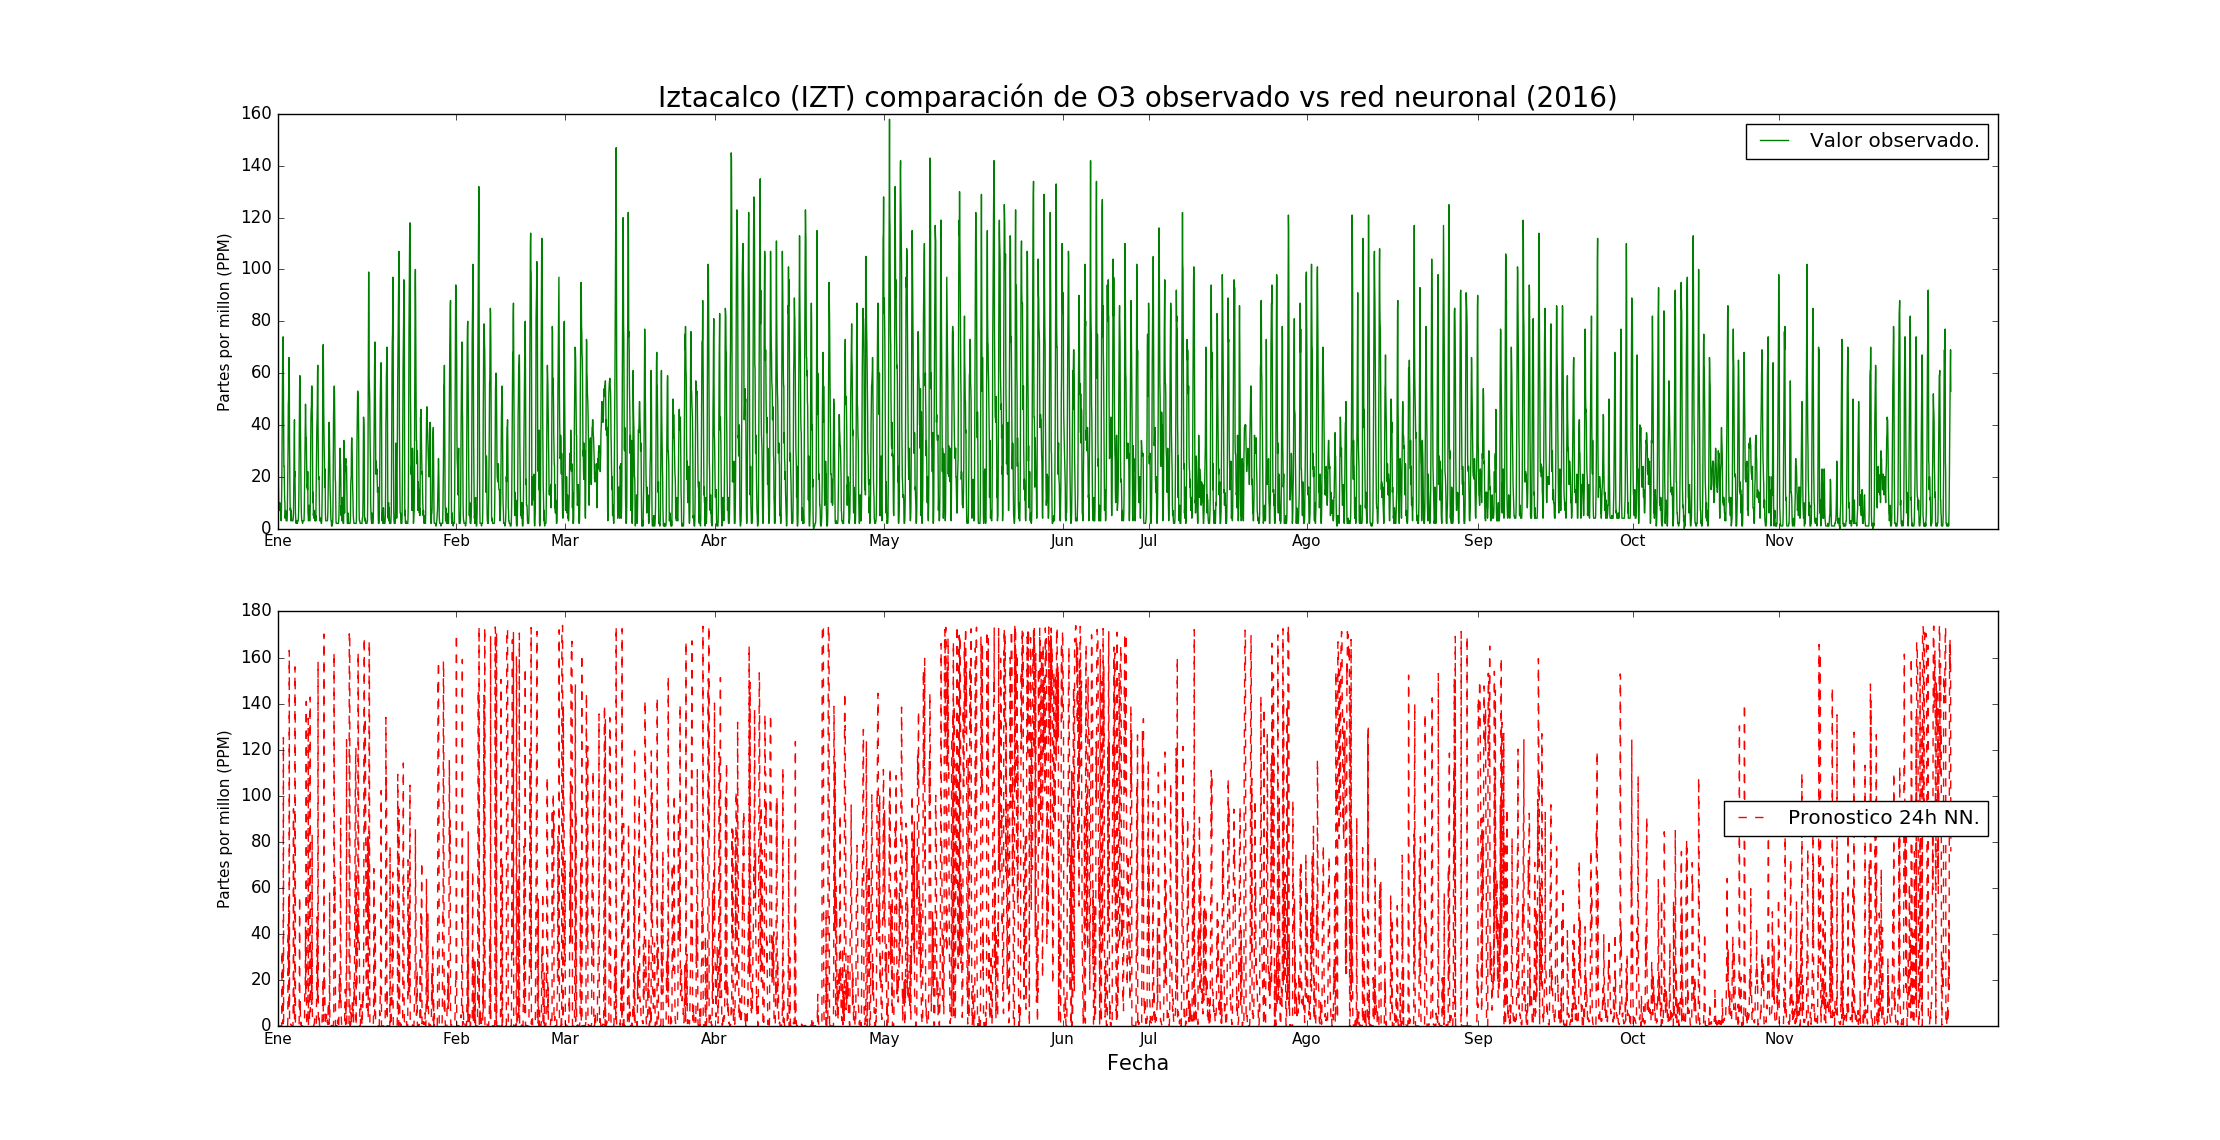 Iztacalco (IZT) comparación de O3 observado vs red neuronal (2016)
160
140
120
100
80
60
40
20
0
Partes por millon (PPM)
Valor observado.
Ene Feb Mar Abr May Jun Jul Ago Sep Oct Nov
180
160
140
120
100
80
60
40
20
0
Partes por millon (PPM)
Pronostico 24h NN.
Ene Feb Mar Abr May Jun Jul Ago Sep Oct Nov
Fecha